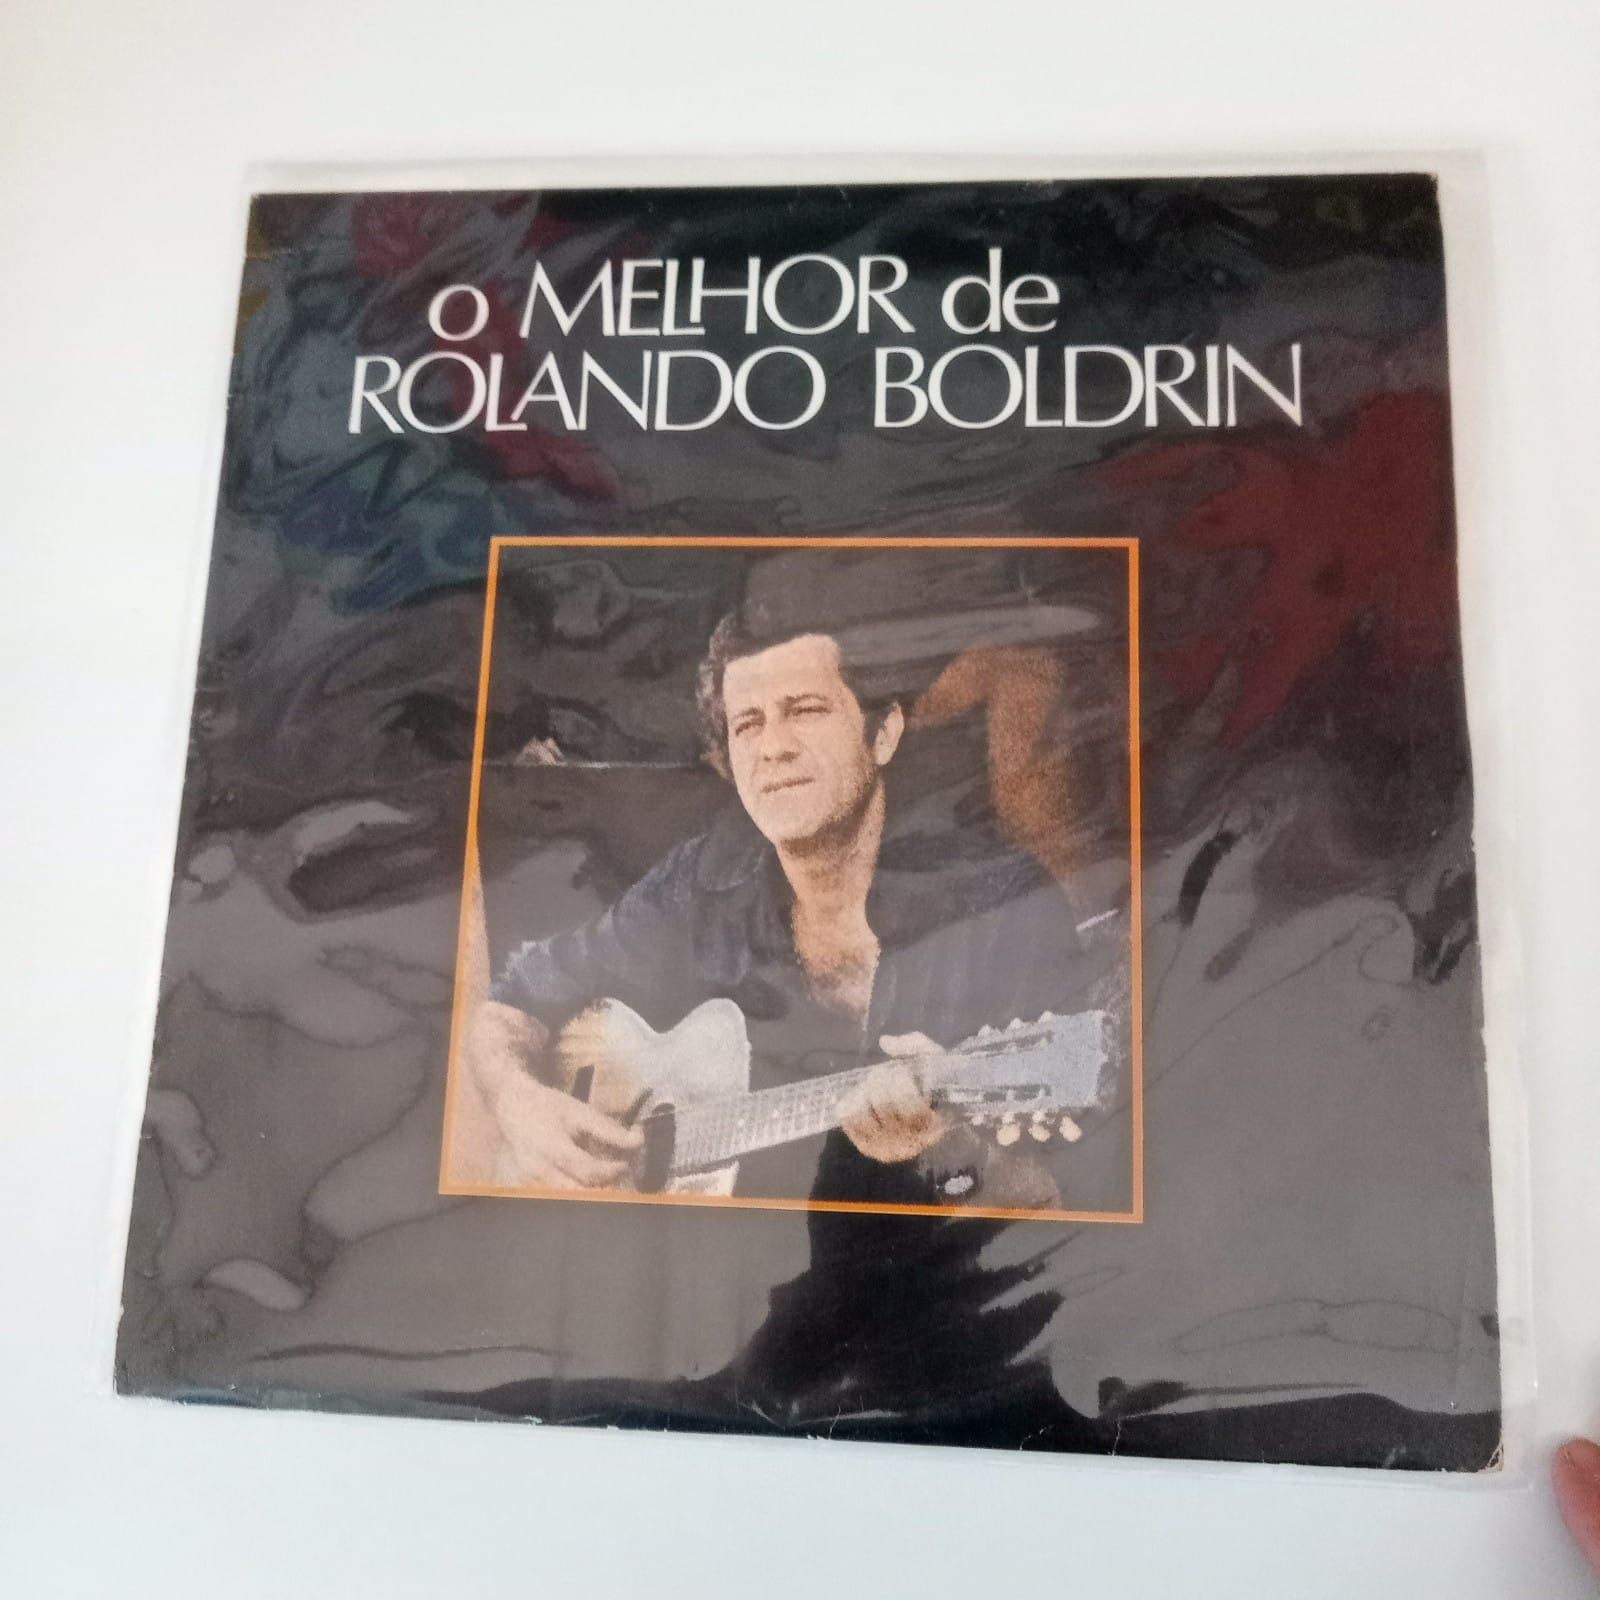 o MELHOR de
ROLANDO BOLDRIN